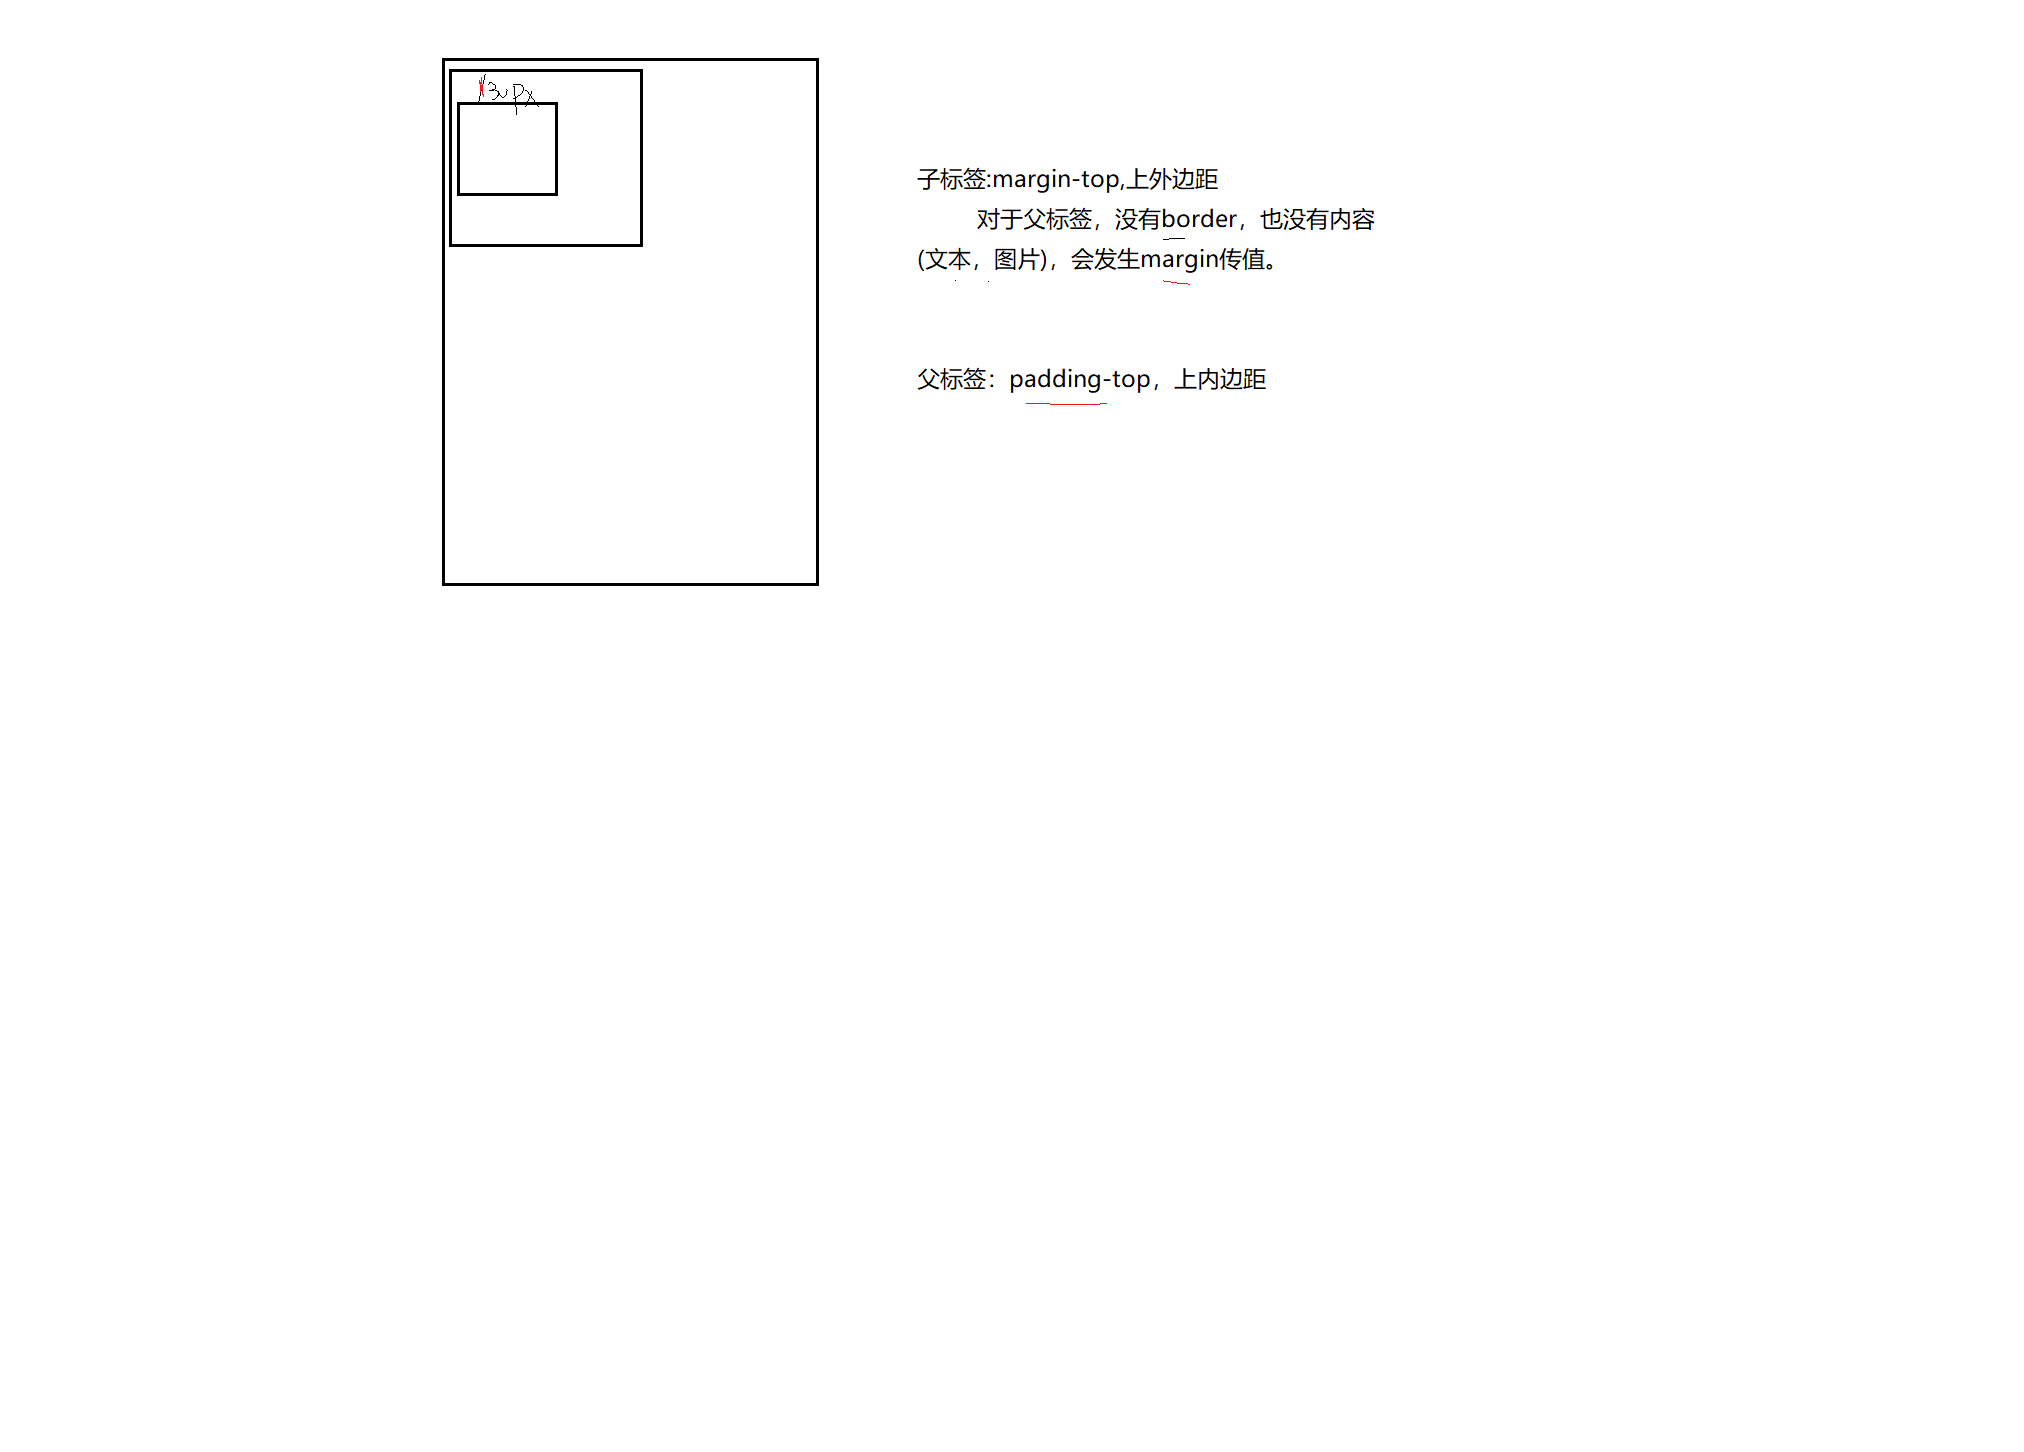 30px
子标签:margin-top,上外边距
对于父标签，没有border，也没有内容
(文本，图片)，会发生margin传值。
父标签：padding-top，上内边距